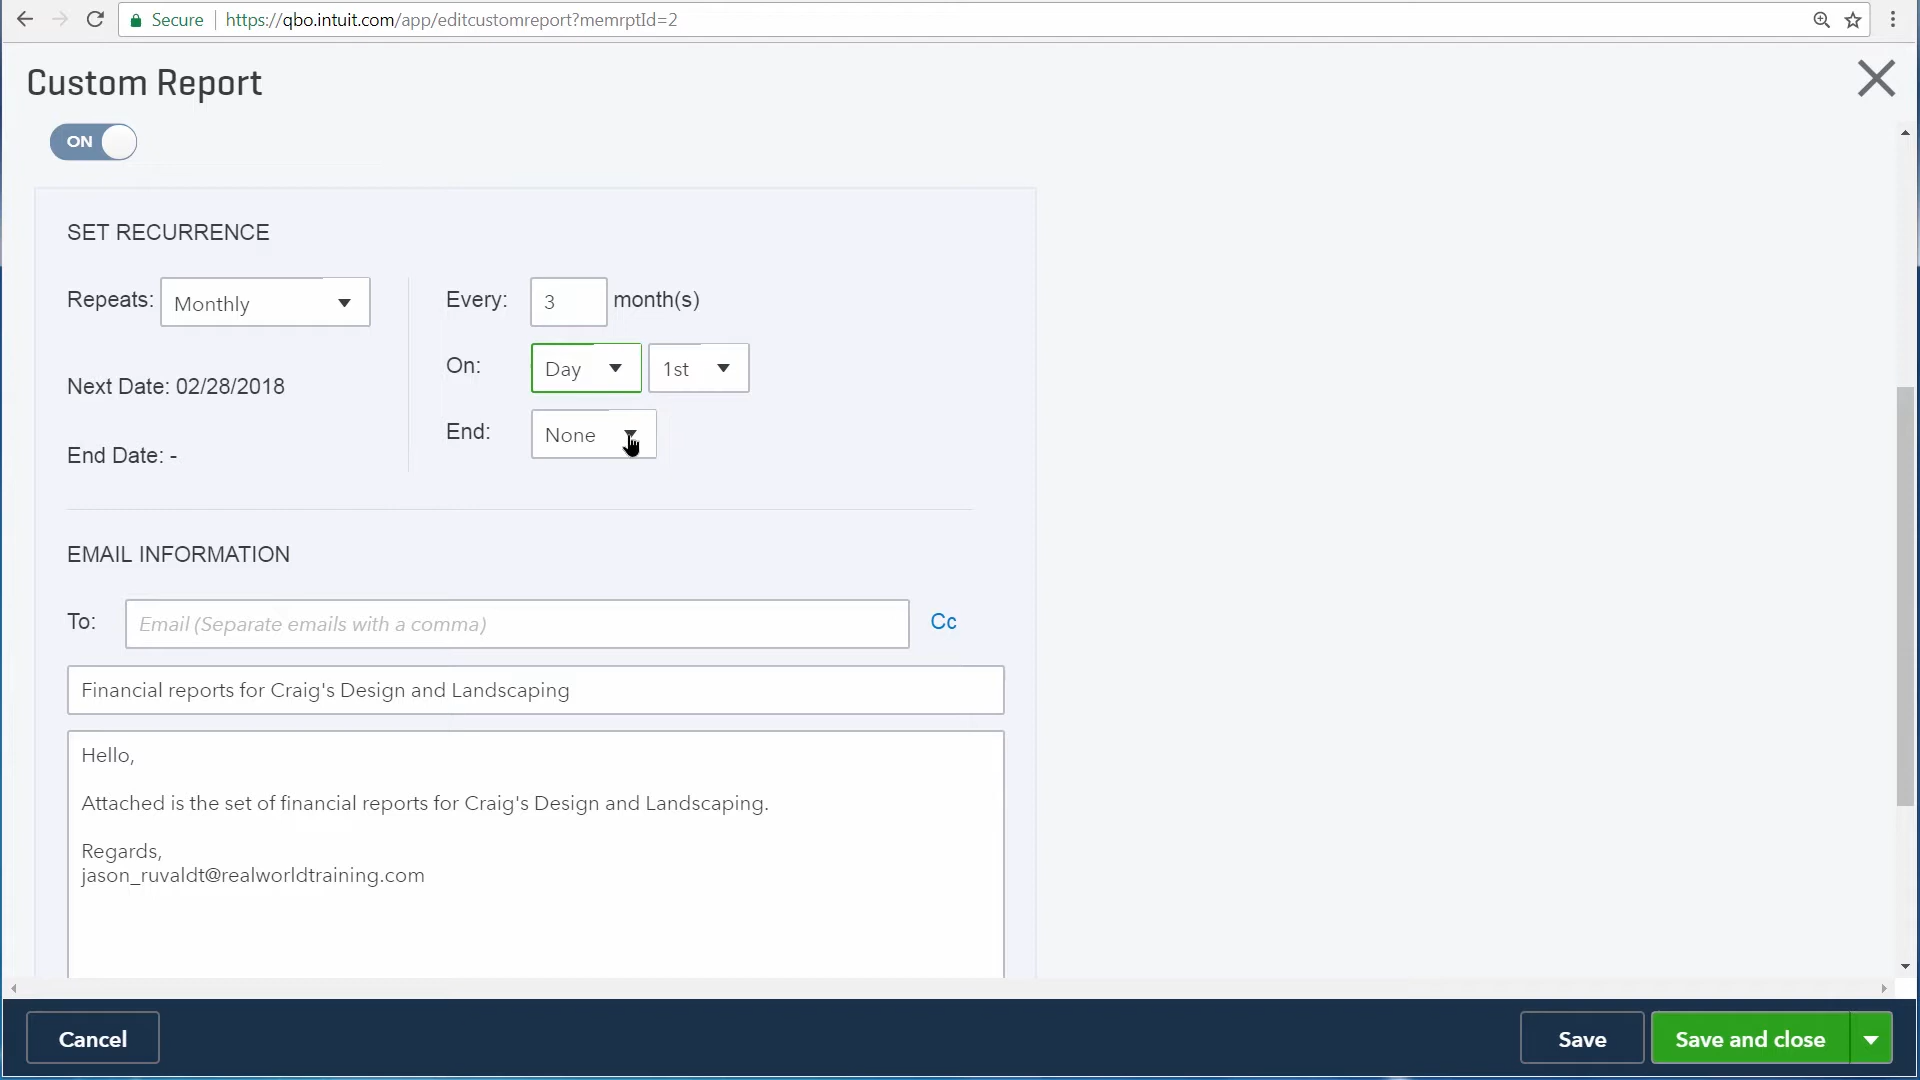 Secure
https://qbo.intuit.com/app/editcustomreport?memrptId=2
Custom Report
ON
SET RECURRENCE
Repeats: Monthly
Every: 3 month(s)
On: Day 1st
Next Date: 02/28/2018
End: None
End Date: -
EMAIL INFORMATION
To: Email (Separate emails with a comma) Cc
Financial reports for Craig's Design and Landscaping
Hello,
Attached is the set of financial reports for Craig's Design and Landscaping.
Regards,
jason_ruvaldt@realworldtraining.com
Cancel
Save
Save and close